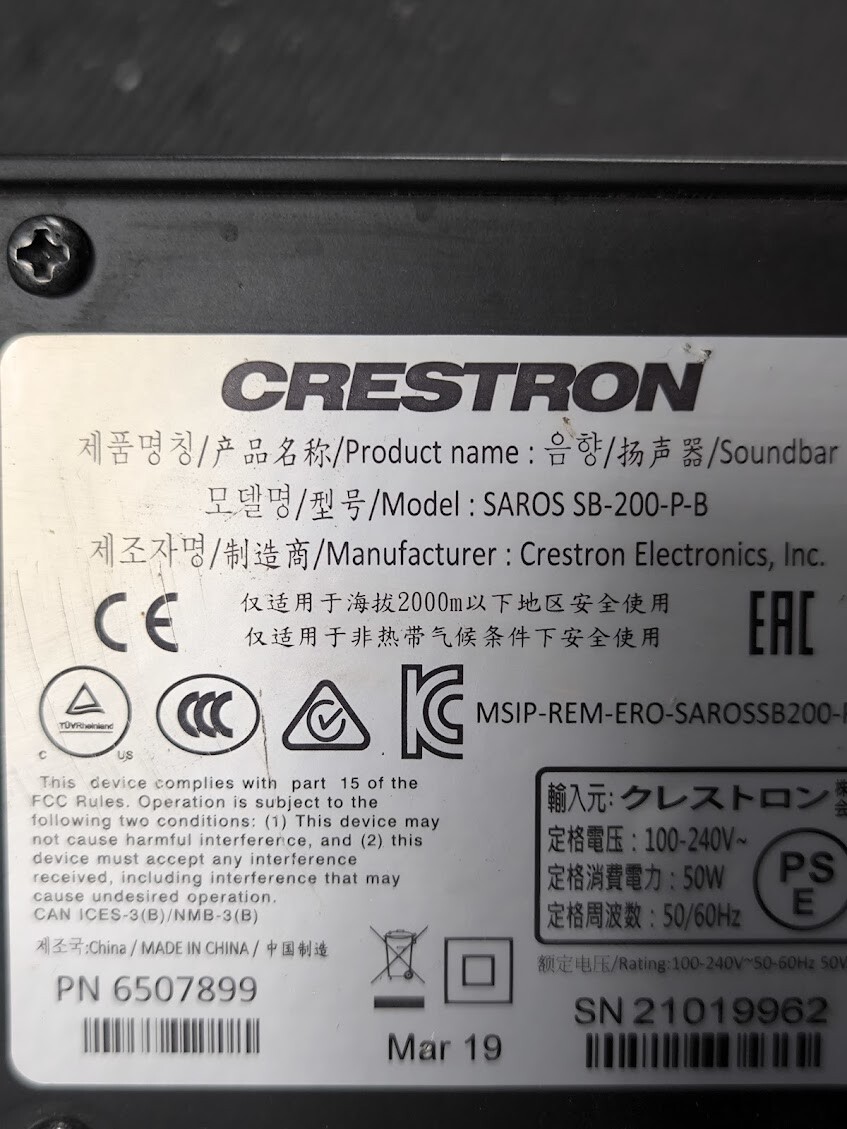 CRESTRON
제품명칭/产品名称/Product name : 음향/扬声器/Soundbar
모델명/型号/Model : SAROS SB-200-P-B
제조자명/制造商/Manufacturer : Crestron Electronics, Inc.
CE
仅适用于海拔2000m以下地区安全使用
仅适用于非热带气候条件下安全使用
EAC
TÜVRheinland
C US
CCC
KC
MSIP-REM-ERO-SAROSSB200-
This device complies with part 15 of the
FCC Rules. Operation is subject to the
following two conditions: (1) This device may
not cause harmful interference, and (2) this
device must accept any interference
received, including interference that may
cause undesired operation.
CAN ICES-3(B)/NMB-3(B)
輸入元: クレストロン
定格電圧 : 100-240V~
定格消費電力 : 50W
定格周波数 : 50/60Hz
PS
E
제조국:China / MADE IN CHINA / 中国制造
额定电压/Rating:100-240V~50-60Hz 50W
PN 6507899
Mar 19
SN 21019962